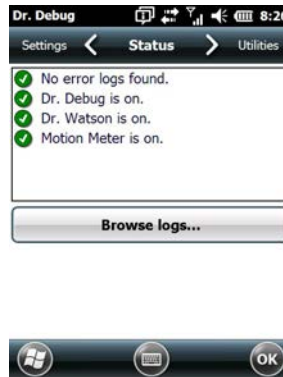 Dr. Debug 8:20
Settings Status Utilities
No error logs found.
Dr. Debug is on.
Dr. Watson is on.
Motion Meter is on.
Browse logs...
OK